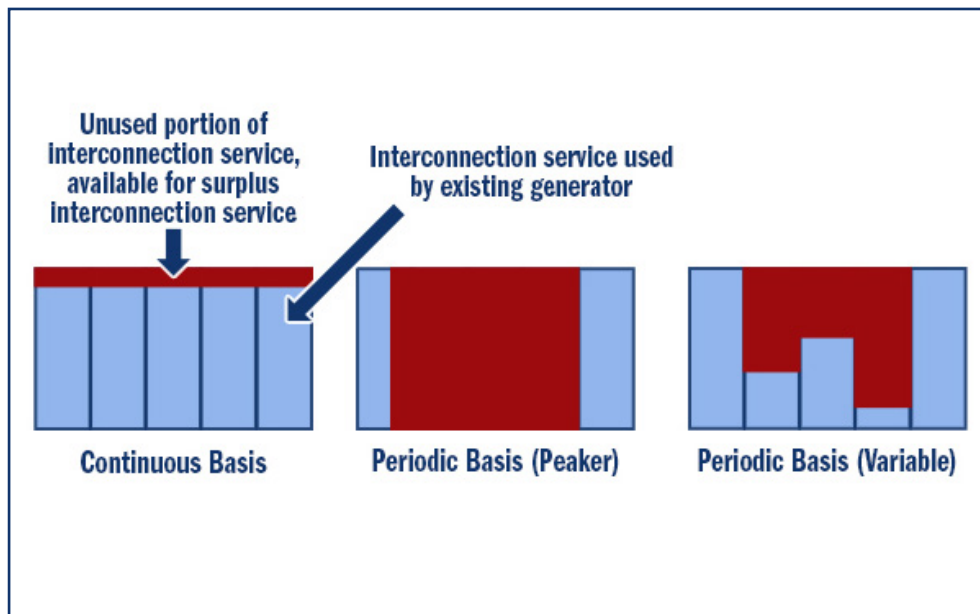 Unused portion of
interconnection service,
available for surplus
interconnection service
Interconnection service used
by existing generator
Continuous Basis
Periodic Basis (Peaker)
Periodic Basis (Variable)